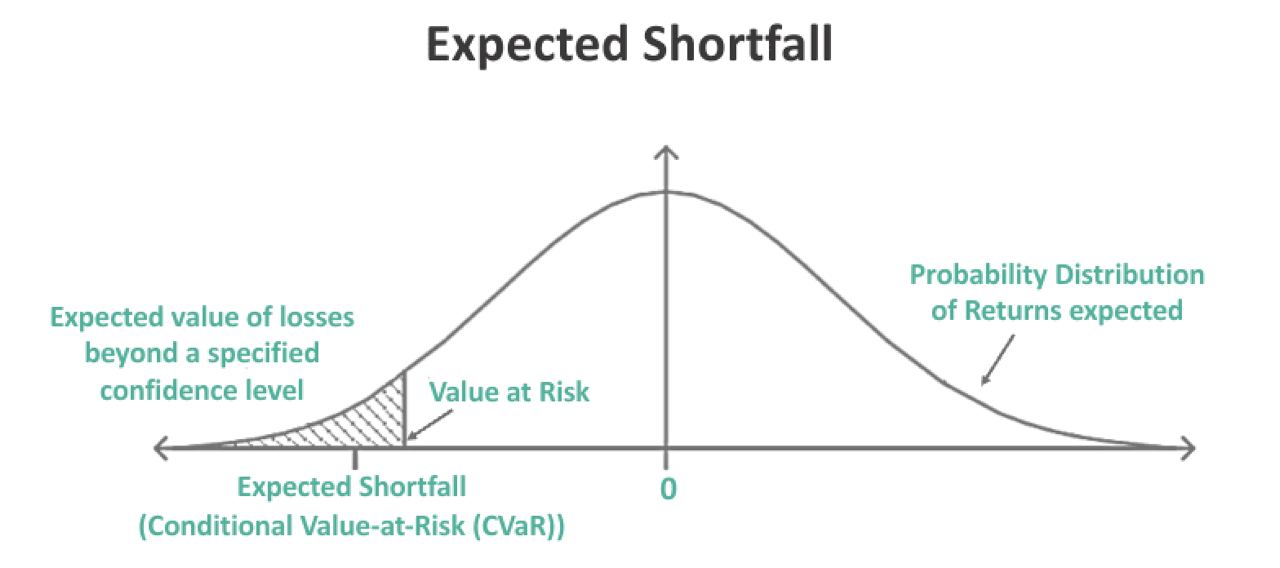 Expected Shortfall
Probability Distribution
of Returns expected
Expected value of losses
beyond a specified
confidence level
Value at Risk
Expected Shortfall
(Conditional Value-at-Risk (CVaR))
0